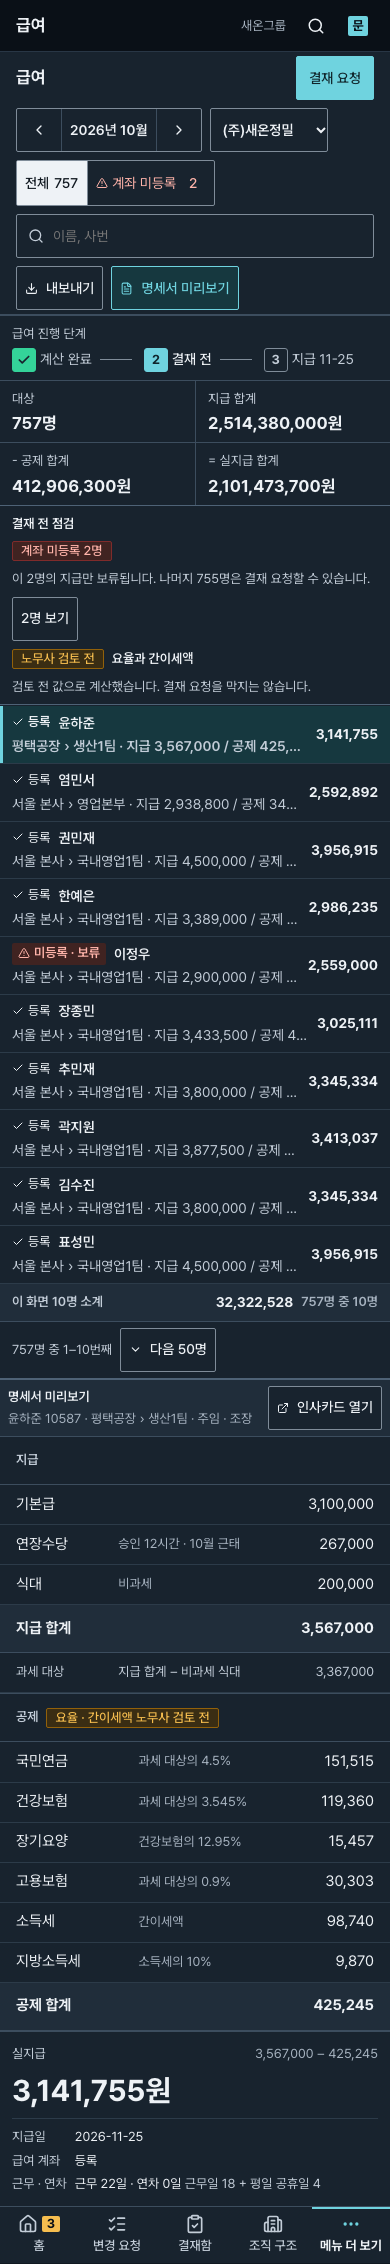 급여
새온그룹
문
급여
결재 요청
2026년 10월
(주)새온정밀
전체 757
계좌 미등록 2
이름, 사번
내보내기
명세서 미리보기
급여 진행 단계
계산 완료
2 결재 전
3 지급 11-25
대상
757명
지급 합계
2,514,380,000원
- 공제 합계
412,906,300원
= 실지급 합계
2,101,473,700원
결재 전 점검
계좌 미등록 2명
이 2명의 지급만 보류됩니다. 나머지 755명은 결재 요청할 수 있습니다.
2명 보기
노무사 검토 전 요율과 간이세액
검토 전 값으로 계산했습니다. 결재 요청을 막지는 않습니다.
등록 윤하준
평택공장 › 생산1팀 · 지급 3,567,000 / 공제 425,...
3,141,755
등록 염민서
서울 본사 › 영업본부 · 지급 2,938,800 / 공제 34...
2,592,892
등록 권민재
서울 본사 › 국내영업1팀 · 지급 4,500,000 / 공제 ...
3,956,915
등록 한예은
서울 본사 › 국내영업1팀 · 지급 3,389,000 / 공제 ...
2,986,235
미등록 · 보류 이정우
서울 본사 › 국내영업1팀 · 지급 2,900,000 / 공제 ...
2,559,000
등록 장종민
서울 본사 › 국내영업1팀 · 지급 3,433,500 / 공제 4...
3,025,111
등록 추민재
서울 본사 › 국내영업1팀 · 지급 3,800,000 / 공제 ...
3,345,334
등록 곽지원
서울 본사 › 국내영업1팀 · 지급 3,877,500 / 공제 ...
3,413,037
등록 김수진
서울 본사 › 국내영업1팀 · 지급 3,800,000 / 공제 ...
3,345,334
등록 표성민
서울 본사 › 국내영업1팀 · 지급 4,500,000 / 공제 ...
3,956,915
이 화면 10명 소계 32,322,528 757명 중 10명
757명 중 1–10번째
다음 50명
명세서 미리보기
윤하준 10587 · 평택공장 › 생산1팀 · 주임 · 조장
인사카드 열기
지급
기본급 3,100,000
연장수당 승인 12시간 · 10월 근태 267,000
식대 비과세 200,000
지급 합계 3,567,000
과세 대상 지급 합계 – 비과세 식대 3,367,000
공제 요율 · 간이세액 노무사 검토 전
국민연금 과세 대상의 4.5% 151,515
건강보험 과세 대상의 3.545% 119,360
장기요양 건강보험의 12.95% 15,457
고용보험 과세 대상의 0.9% 30,303
소득세 간이세액 98,740
지방소득세 소득세의 10% 9,870
공제 합계 425,245
실지급 3,567,000 – 425,245
3,141,755원
지급일 2026-11-25
급여 계좌 등록
근무 · 연차 근무 22일 · 연차 0일 근무일 18 + 평일 공휴일 4
3
홈
변경 요청
결재함
조직 구조
메뉴 더 보기